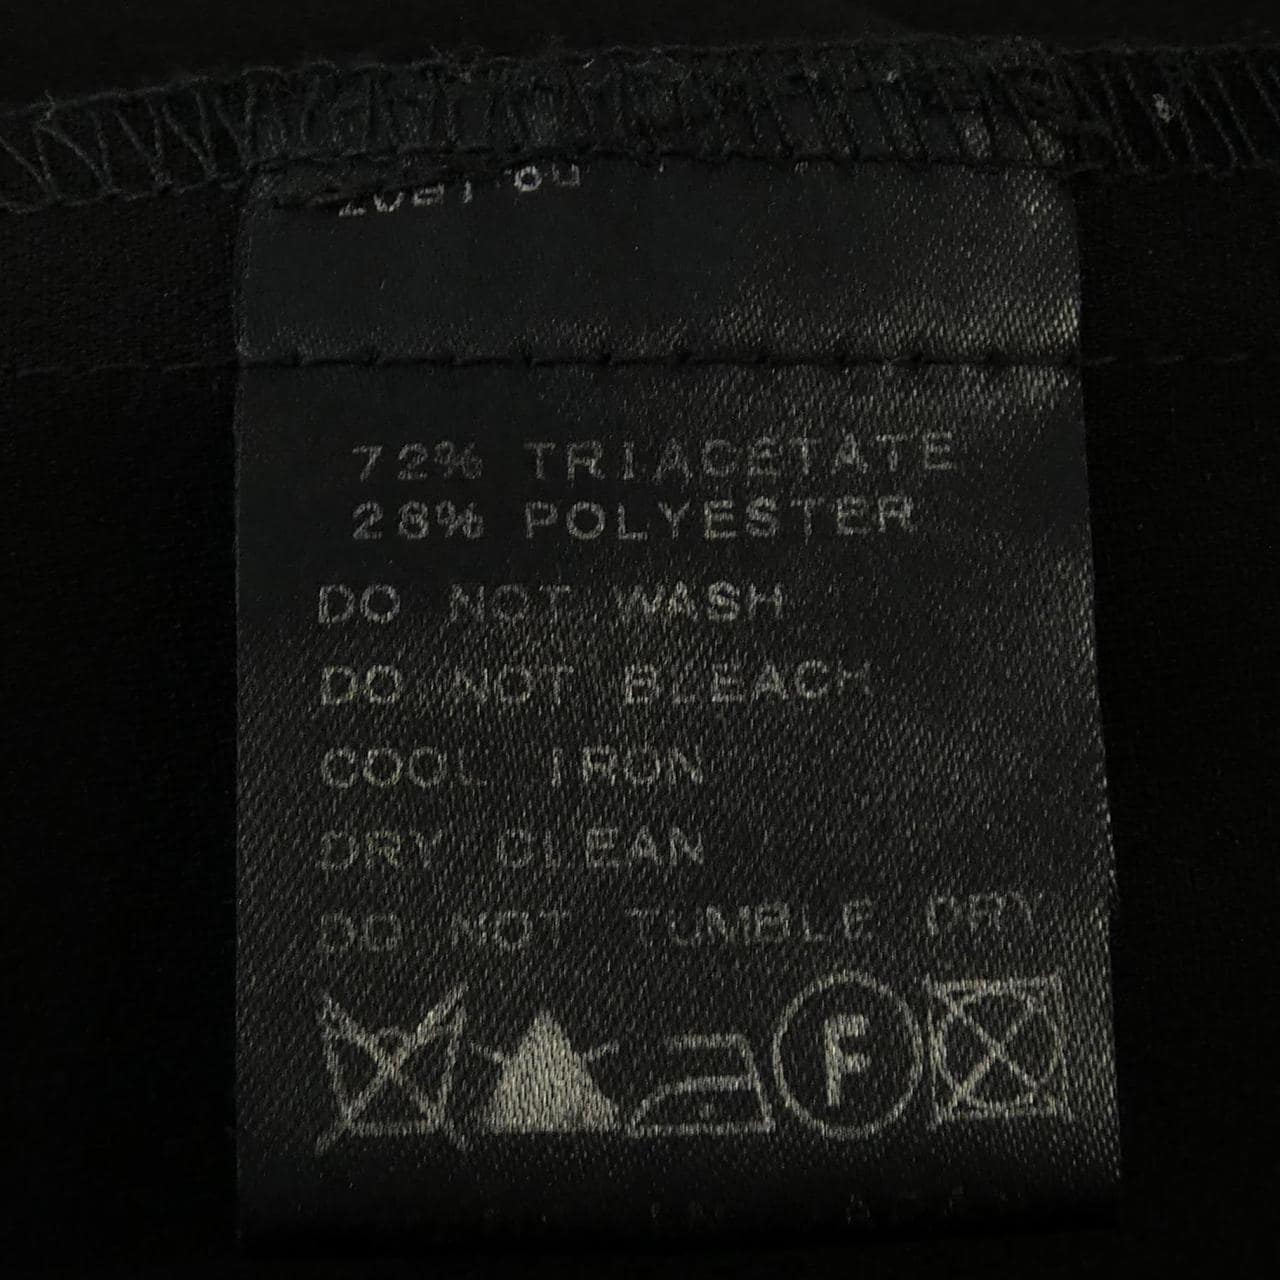 72% TRIACETATE
28% POLYESTER
DO NOT WASH
DO NOT BLEACH
COOL IRON
DRY CLEAN
DO NOT TUMBLE DRY
F